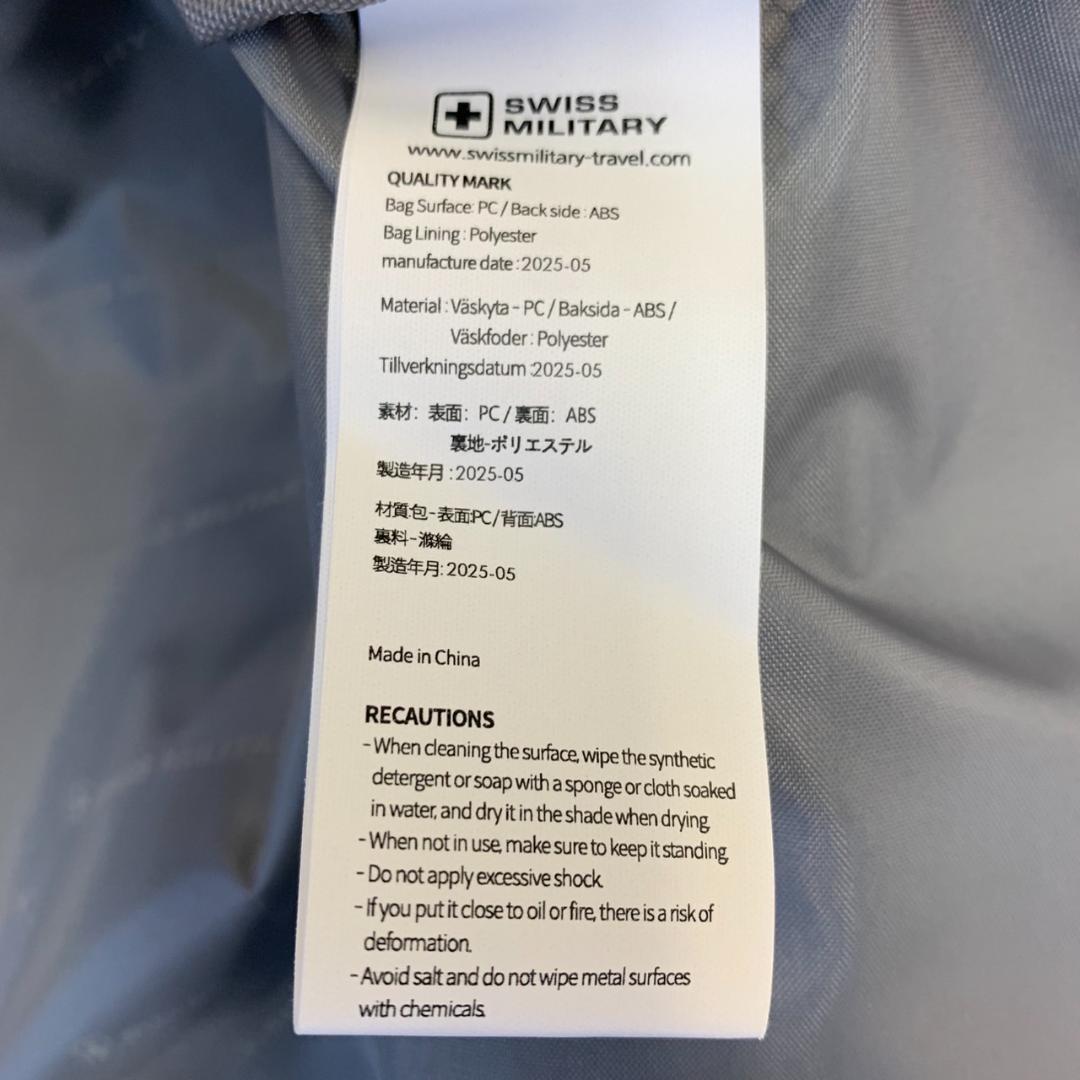 SWISS
MILITARY
www.swissmilitary-travel.com
QUALITY MARK
Bag Surface: PC / Back side : ABS
Bag Lining : Polyester
manufacture date : 2025-05
Material : Väskyta - PC / Baksida - ABS /
Väskfoder : Polyester
Tillverkningsdatum :2025-05
素材: 表面: PC / 裏面: ABS
裏地-ポリエステル
製造年月 : 2025-05
材質:包-表面:PC/背面:ABS
裏料-滌綸
製造年月: 2025-05
Made in China
RECAUTIONS
- When cleaning the surface, wipe the synthetic
detergent or soap with a sponge or cloth soaked
in water, and dry it in the shade when drying.
- When not in use, make sure to keep it standing.
- Do not apply excessive shock.
- If you put it close to oil or fire, there is a risk of
deformation.
- Avoid salt and do not wipe metal surfaces
with chemicals.